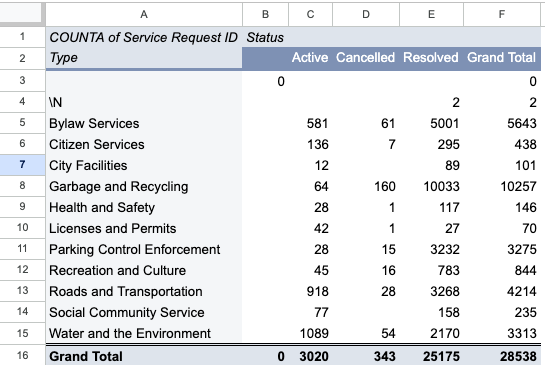 A B C D E F
1 COUNTA of Service Request ID Status
2 Type Active Cancelled Resolved Grand Total
3 0 0
4 \N 2 2
5 Bylaw Services 581 61 5001 5643
6 Citizen Services 136 7 295 438
7 City Facilities 12 89 101
8 Garbage and Recycling 64 160 10033 10257
9 Health and Safety 28 1 117 146
10 Licenses and Permits 42 1 27 70
11 Parking Control Enforcement 28 15 3232 3275
12 Recreation and Culture 45 16 783 844
13 Roads and Transportation 918 28 3268 4214
14 Social Community Service 77 158 235
15 Water and the Environment 1089 54 2170 3313
16 Grand Total 0 3020 343 25175 28538